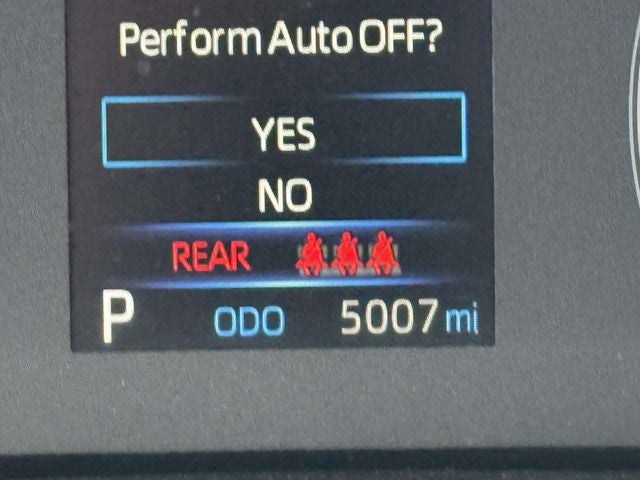 Perform Auto OFF?
YES
NO
REAR
P ODO 5007 mi